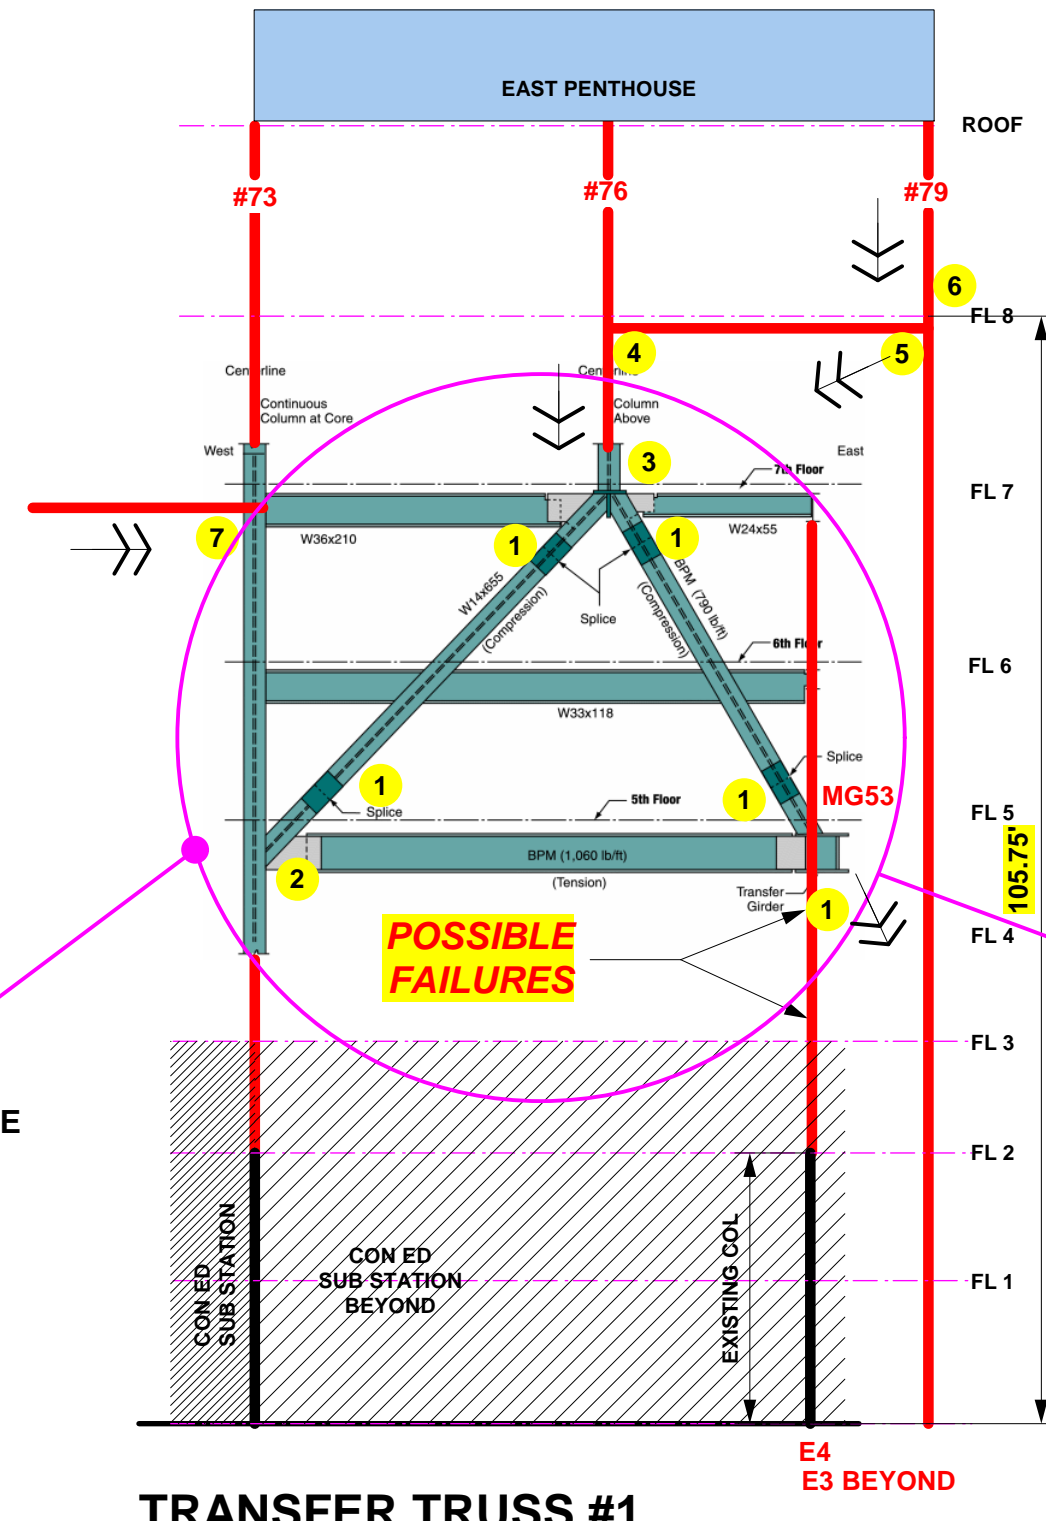 EAST PENTHOUSE
ROOF
#73
#76
#79
6
FL 8
4
5
Centerline
Centerline
Continuous
Column at Core
Column
Above
West
East
3
7th Floor
FL 7
7
1
1
W36x210
W24x55
W14x655
(Compression)
Splice
BPM (790 lb/ft)
(Compression)
6th Floor
FL 6
W33x118
Splice
1
1
Splice
MG53
5th Floor
FL 5
105.75'
BPM (1,060 lb/ft)
(Tension)
2
Transfer
Girder
1
POSSIBLE
FAILURES
FL 4
FL 3
E
FL 2
CON ED
SUB STATION
CON ED
SUB STATION
BEYOND
EXISTING COL
FL 1
E4
E3 BEYOND
TRANSFER TRUSS #1